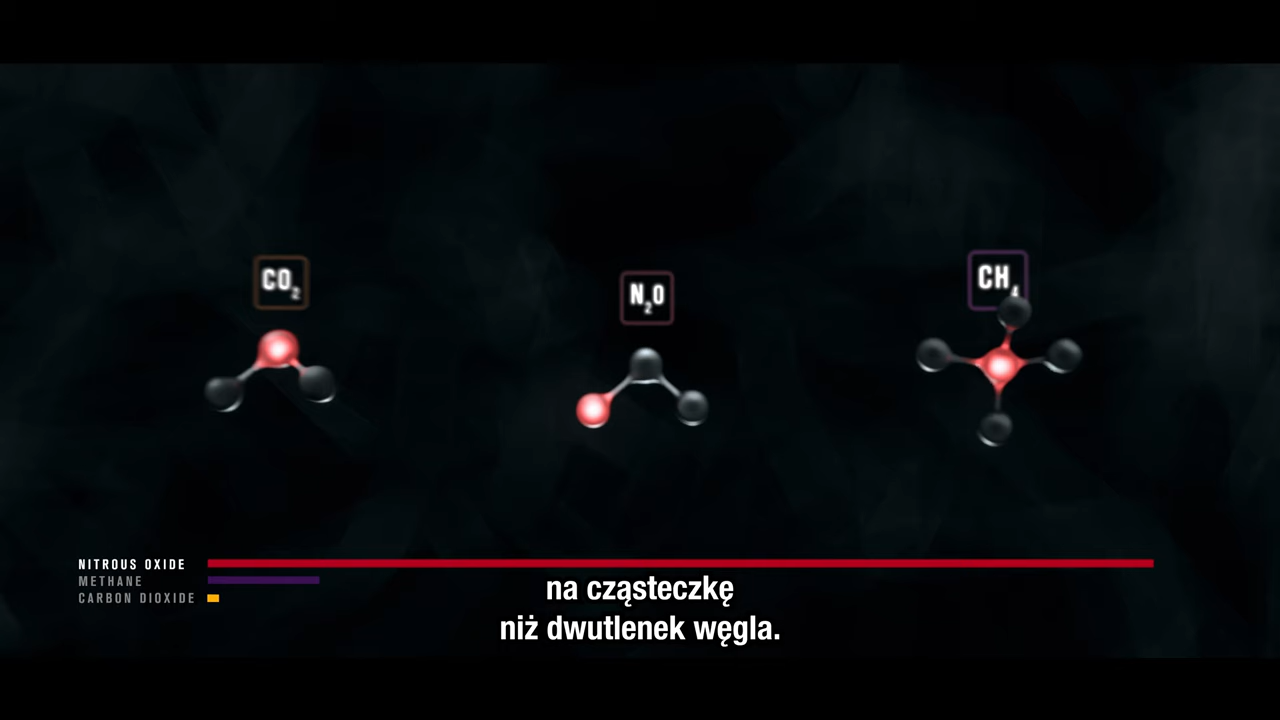 CO₂
N₂O
CH₄
NITROUS OXIDE
METHANE
CARBON DIOXIDE
na cząsteczkę
niż dwutlenek węgla.